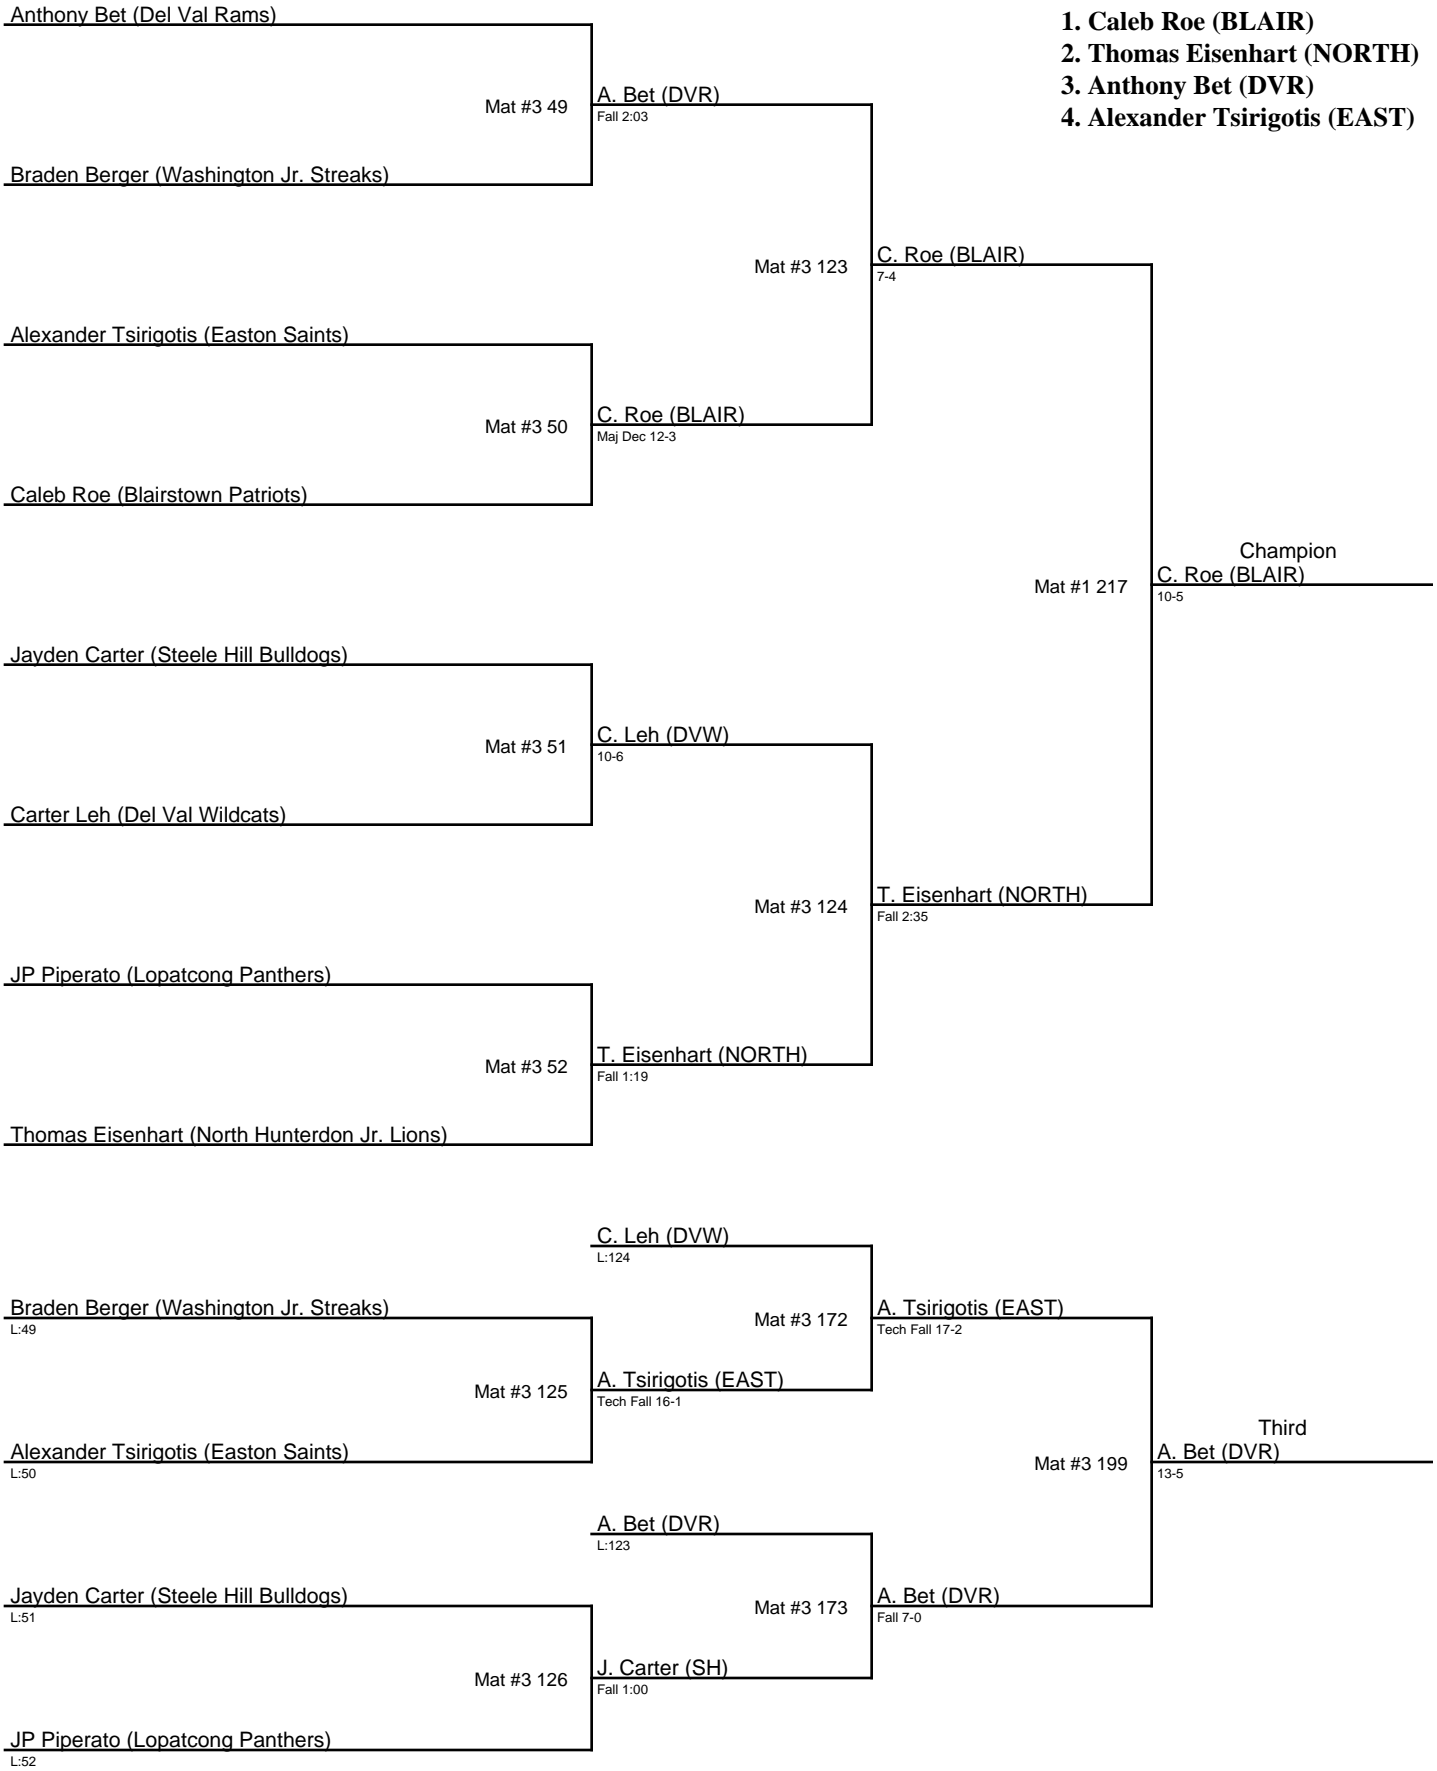 Anthony Bet (Del Val Rams)
1. Caleb Roe (BLAIR)
2. Thomas Eisenhart (NORTH)
3. Anthony Bet (DVR)
4. Alexander Tsirigotis (EAST)
Mat #3 49
A. Bet (DVR)
Fall 2:03
Braden Berger (Washington Jr. Streaks)
Mat #3 123
C. Roe (BLAIR)
7-4
Alexander Tsirigotis (Easton Saints)
Mat #3 50
C. Roe (BLAIR)
Maj Dec 12-3
Caleb Roe (Blairstown Patriots)
Champion
Mat #1 217
C. Roe (BLAIR)
10-5
Jayden Carter (Steele Hill Bulldogs)
Mat #3 51
C. Leh (DVW)
10-6
Carter Leh (Del Val Wildcats)
Mat #3 124
T. Eisenhart (NORTH)
Fall 2:35
JP Piperato (Lopatcong Panthers)
Mat #3 52
T. Eisenhart (NORTH)
Fall 1:19
Thomas Eisenhart (North Hunterdon Jr. Lions)
C. Leh (DVW)
L:124
Braden Berger (Washington Jr. Streaks)
L:49
Mat #3 172
A. Tsirigotis (EAST)
Tech Fall 17-2
Mat #3 125
A. Tsirigotis (EAST)
Tech Fall 16-1
Alexander Tsirigotis (Easton Saints)
L:50
Third
Mat #3 199
A. Bet (DVR)
13-5
A. Bet (DVR)
L:123
Jayden Carter (Steele Hill Bulldogs)
L:51
Mat #3 173
A. Bet (DVR)
Fall 7-0
Mat #3 126
J. Carter (SH)
Fall 1:00
JP Piperato (Lopatcong Panthers)
L:52